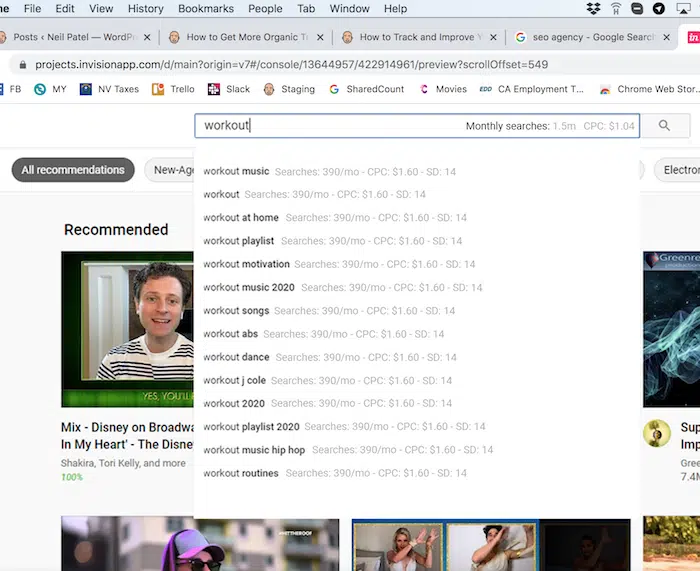 ne File Edit View History Bookmarks People Tab Window Help
Posts ‹ Neil Patel — WordPr
How to Get More Organic T
How to Track and Improve Y
seo agency - Google Search
in
projects.invisionapp.com/d/main?origin=v7#/console/13644957/422914961/preview?scrollOffset=549
FB MY NV Taxes Trello Slack Staging SharedCount Movies EDD CA Employment T... Chrome Web Stor...
workout Monthly searches: 1.5m CPC: $1.04
All recommendations New-Ag Electro
workout music Searches: 390/mo - CPC: $1.60 - SD: 14
workout Searches: 390/mo - CPC: $1.60 - SD: 14
workout at home Searches: 390/mo - CPC: $1.60 - SD: 14
workout playlist Searches: 390/mo - CPC: $1.60 - SD: 14
workout motivation Searches: 390/mo - CPC: $1.60 - SD: 14
workout music 2020 Searches: 390/mo - CPC: $1.60 - SD: 14
workout songs Searches: 390/mo - CPC: $1.60 - SD: 14
workout abs Searches: 390/mo - CPC: $1.60 - SD: 14
workout dance Searches: 390/mo - CPC: $1.60 - SD: 14
workout j cole Searches: 390/mo - CPC: $1.60 - SD: 14
workout 2020 Searches: 390/mo - CPC: $1.60 - SD: 14
workout playlist 2020 Searches: 390/mo - CPC: $1.60 - SD: 14
workout music hip hop Searches: 390/mo - CPC: $1.60 - SD: 14
workout routines Searches: 390/mo - CPC: $1.60 - SD: 14
Recommended
Greenre
YES, YOU'LL
Mix - Disney on Broadwa
In My Heart' - The Disne
Shakira, Tori Kelly, and more
100%
Sup
Imp
Gree
7.4M
#METTHEROOF